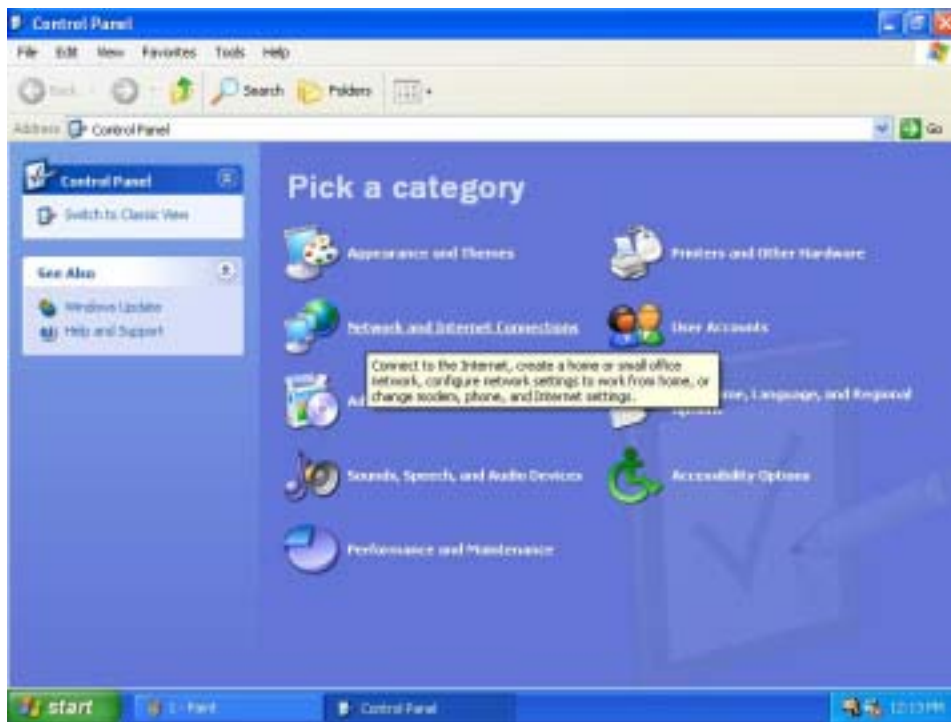 Control Panel
File Edit View Favorites Tools Help
Back Search Folders
Address Control Panel Go
Control Panel
Switch to Classic View
See Also
Windows Update
Help and Support
Pick a category
Appearance and Themes
Printers and Other Hardware
Network and Internet Connections
User Accounts
Connect to the Internet, create a home or small office
network, configure network settings to work from home, or
change modem, phone, and Internet settings.
Language, and Regional
Sounds, Speech, and Audio Devices
Accessibility Options
Performance and Maintenance
start
Paint
Control Panel
12:13 PM